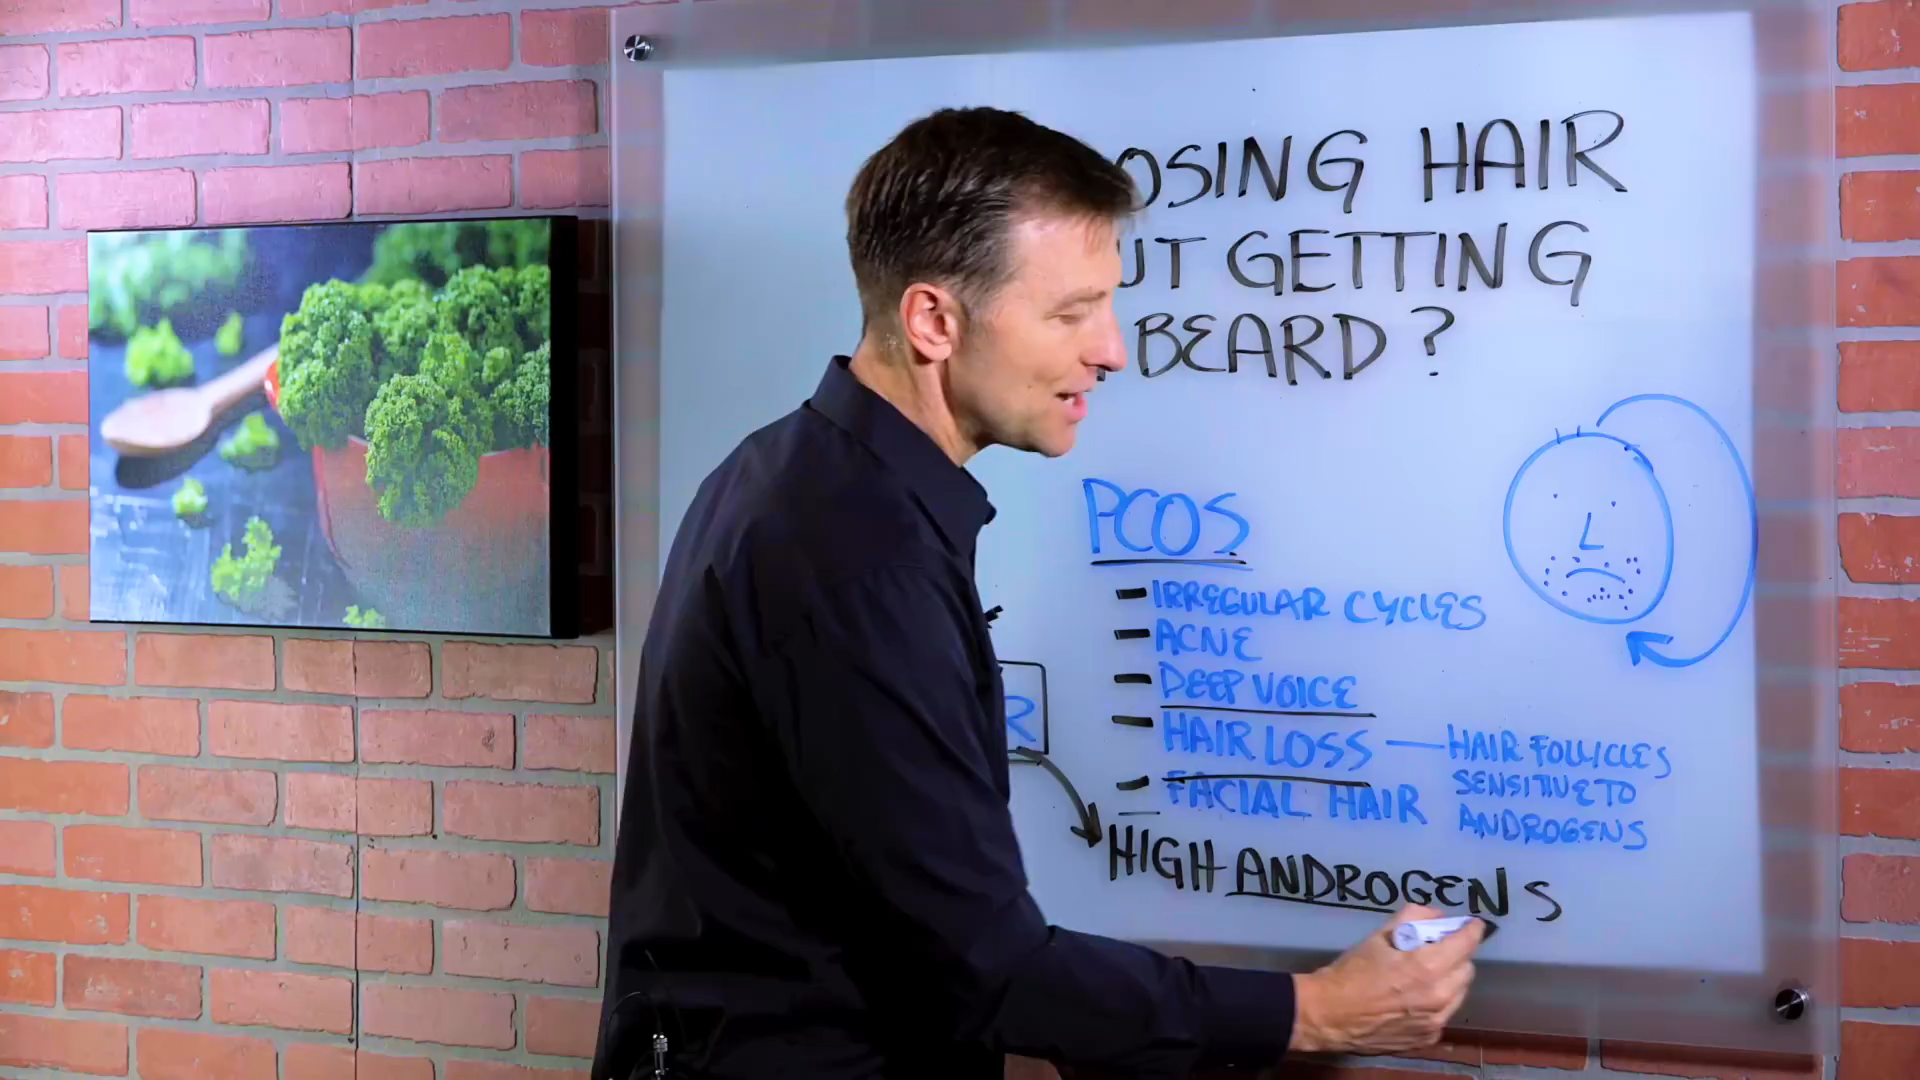 OSING HAIR
UT GETTING
BEARD?
PCOS
- IRREGULAR CYCLES
- ACNE
- DEEP VOICE
- HAIR LOSS — HAIR FOLLICLES
SENSITIVE TO
ANDROGENS
- FACIAL HAIR
R
HIGH ANDROGENS